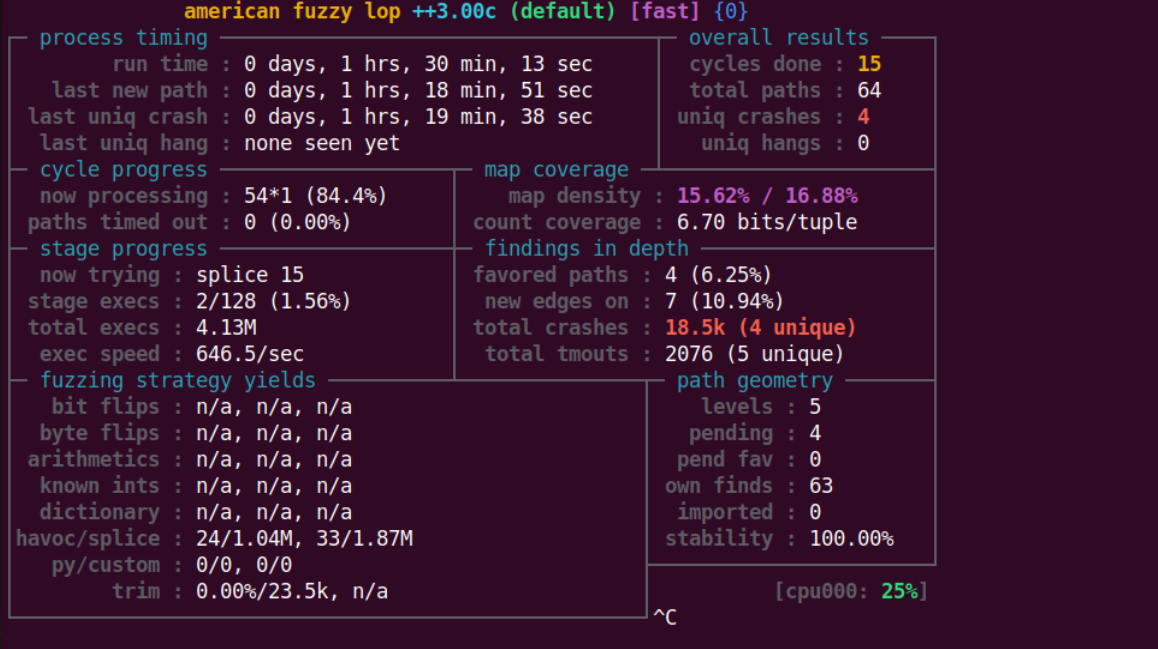 american fuzzy lop ++3.00c (default) [fast] {0}
process timing overall results
run time : 0 days, 1 hrs, 30 min, 13 sec cycles done : 15
last new path : 0 days, 1 hrs, 18 min, 51 sec total paths : 64
last uniq crash : 0 days, 1 hrs, 19 min, 38 sec uniq crashes : 4
last uniq hang : none seen yet uniq hangs : 0
cycle progress map coverage
now processing : 54*1 (84.4%) map density : 15.62% / 16.88%
paths timed out : 0 (0.00%) count coverage : 6.70 bits/tuple
stage progress findings in depth
now trying : splice 15 favored paths : 4 (6.25%)
stage execs : 2/128 (1.56%) new edges on : 7 (10.94%)
total execs : 4.13M total crashes : 18.5k (4 unique)
exec speed : 646.5/sec total tmouts : 2076 (5 unique)
fuzzing strategy yields path geometry
bit flips : n/a, n/a, n/a levels : 5
byte flips : n/a, n/a, n/a pending : 4
arithmetics : n/a, n/a, n/a pend fav : 0
known ints : n/a, n/a, n/a own finds : 63
dictionary : n/a, n/a, n/a imported : 0
havoc/splice : 24/1.04M, 33/1.87M stability : 100.00%
py/custom : 0/0, 0/0
trim : 0.00%/23.5k, n/a [cpu000: 25%]
^C